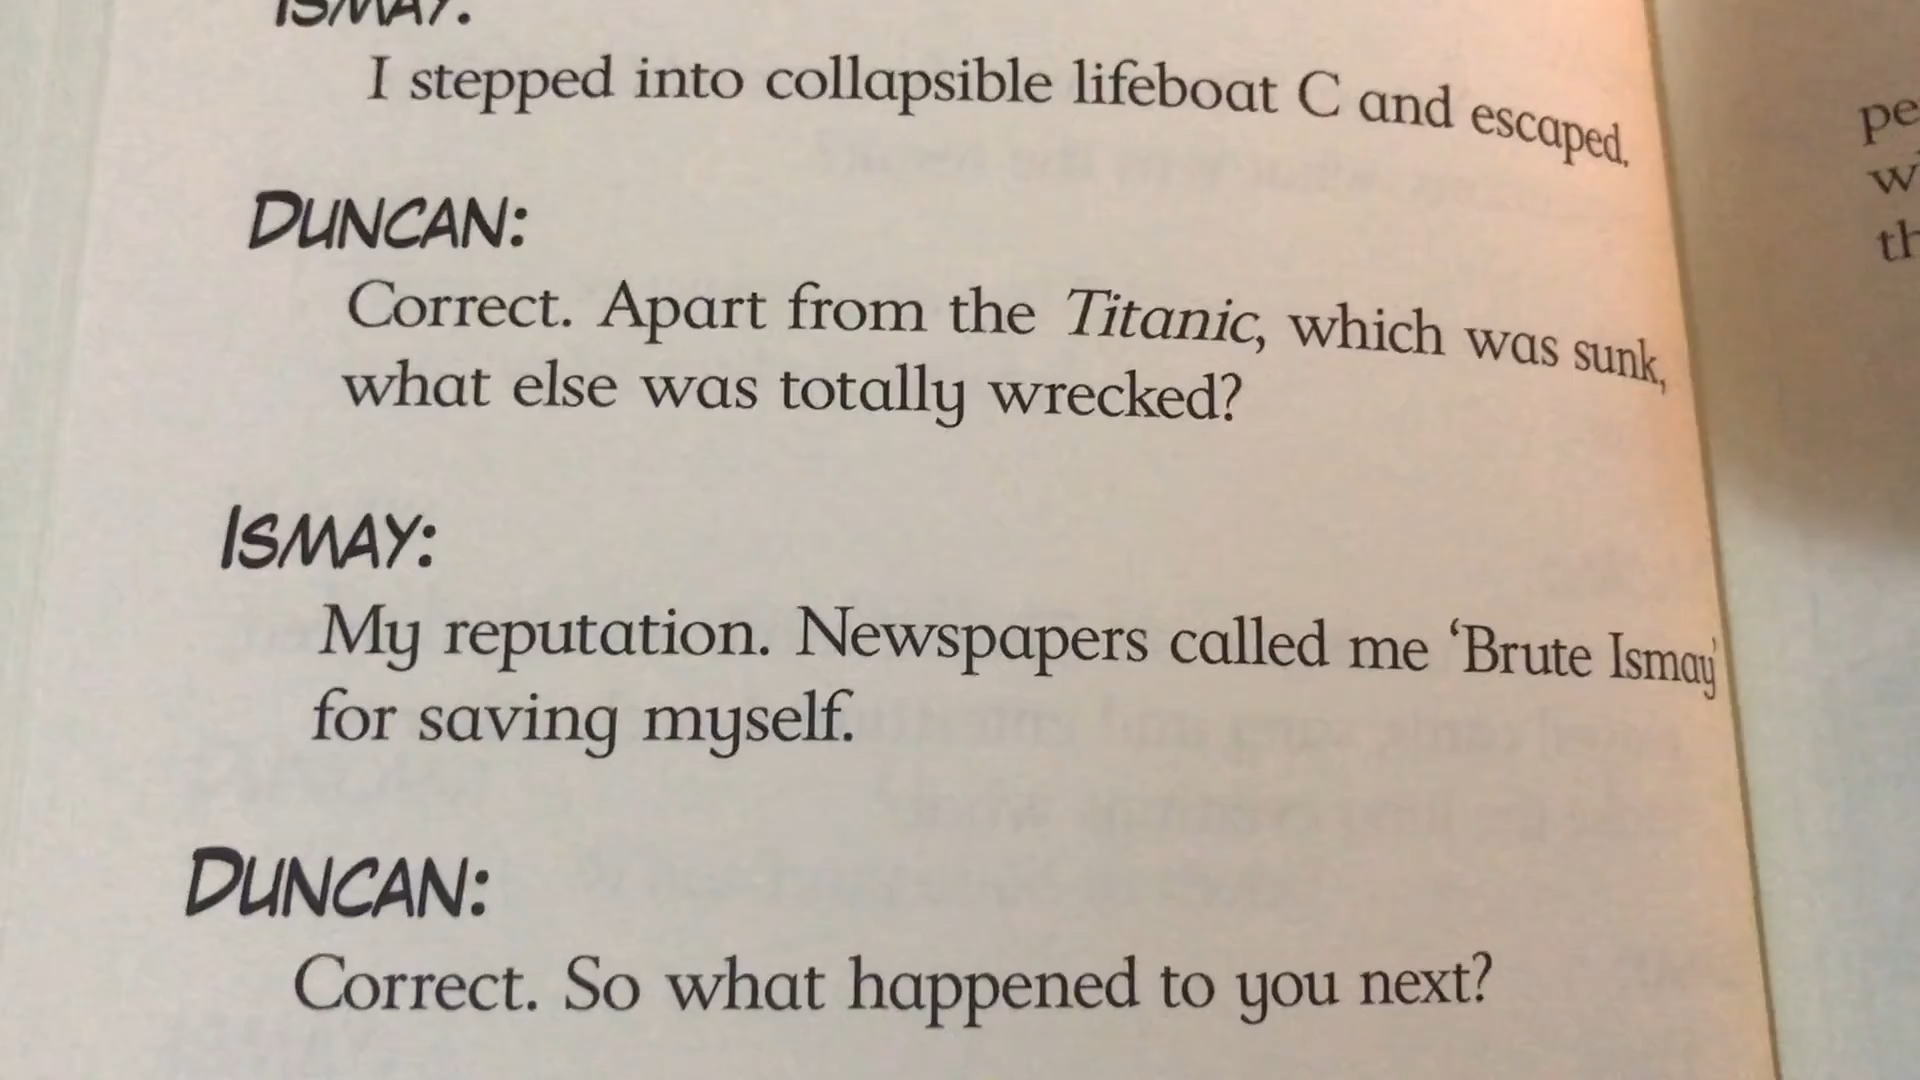 ISMAY:
I stepped into collapsible lifeboat C and escaped.
DUNCAN:
Correct. Apart from the Titanic, which was sunk,
what else was totally wrecked?
ISMAY:
My reputation. Newspapers called me ‘Brute Ismay’
for saving myself.
DUNCAN:
Correct. So what happened to you next?